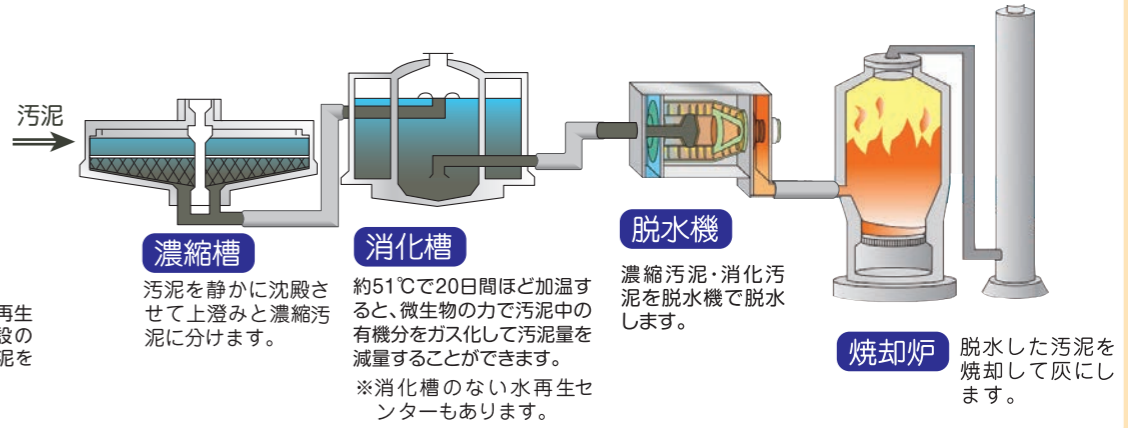 汚泥
濃縮槽
汚泥を静かに沈殿さ
せて上澄みと濃縮汚
泥に分けます。
消化槽
約51℃で20日間ほど加温す
ると、微生物の力で汚泥中の
有機分をガス化して汚泥量を
減量することができます。
※消化槽のない水再生セ
ンターもあります。
脱水機
濃縮汚泥・消化汚
泥を脱水機で脱水
します。
焼却炉
脱水した汚泥を
焼却して灰にし
ます。
再生
設の
泥を